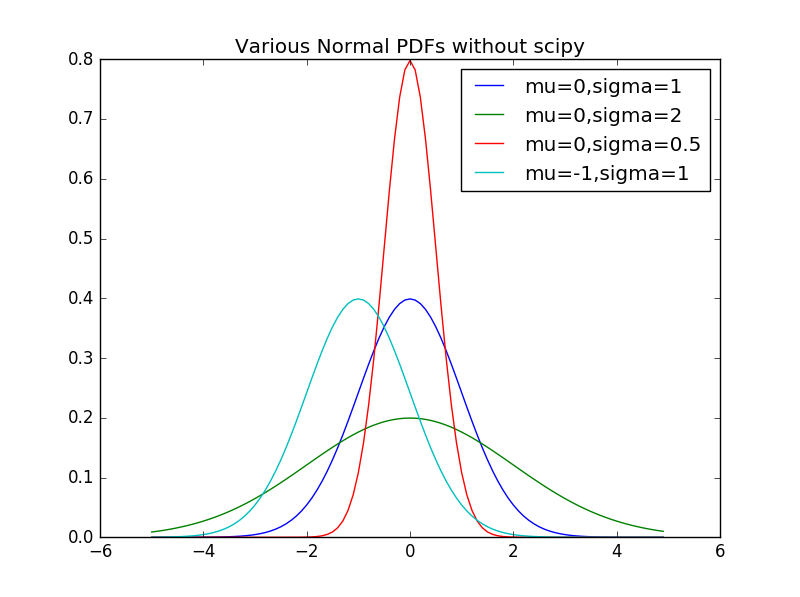 Various Normal PDFs without scipy
mu=0,sigma=1
mu=0,sigma=2
mu=0,sigma=0.5
mu=-1,sigma=1
0.8
0.7
0.6
0.5
0.4
0.3
0.2
0.1
0.0
−6 −4 −2 0 2 4 6